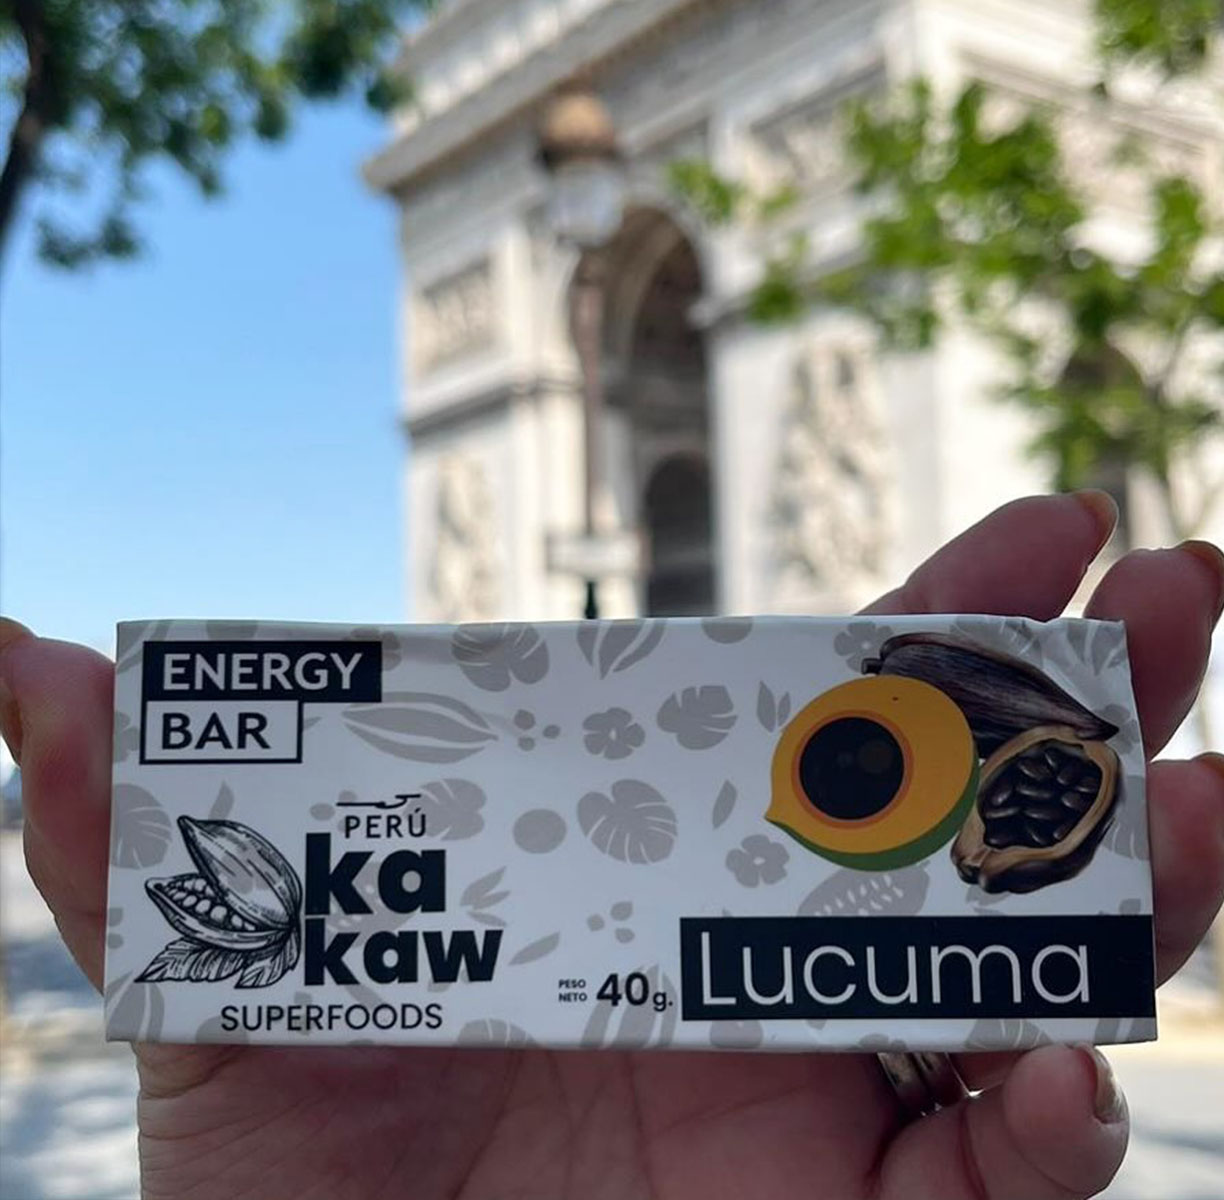 ENERGY
BAR
PERÚ
ka
kaw
SUPERFOODS
PESO
NETO
40g.
Lucuma